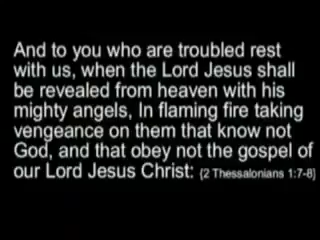 And to you who are troubled rest
with us, when the Lord Jesus shall
be revealed from heaven with his
mighty angels, In flaming fire taking
vengeance on them that know not
God, and that obey not the gospel of
our Lord Jesus Christ: (2 Thessalonians 1:7-8)